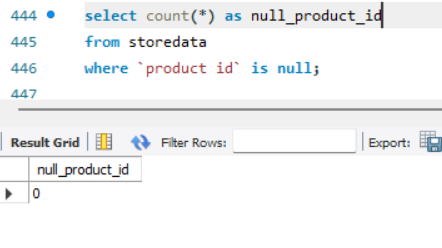 444 select count(*) as null_product_id
445 from storedata
446 where `product id` is null;
447
Result Grid Filter Rows: Export:
null_product_id
0